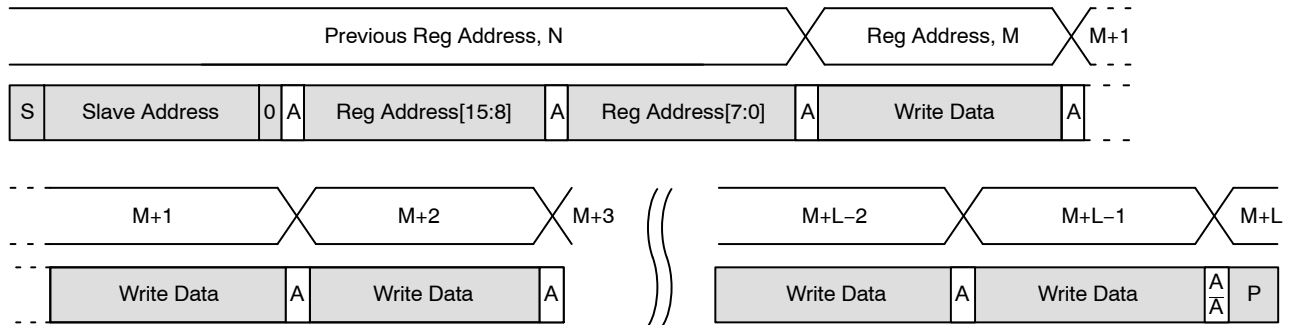 Previous Reg Address, N Reg Address, M M+1
S Slave Address 0 A Reg Address[15:8] A Reg Address[7:0] A Write Data A
M+1 M+2 M+3 M+L−2 M+L−1 M+L
Write Data A Write Data A Write Data A Write Data A A̅ P